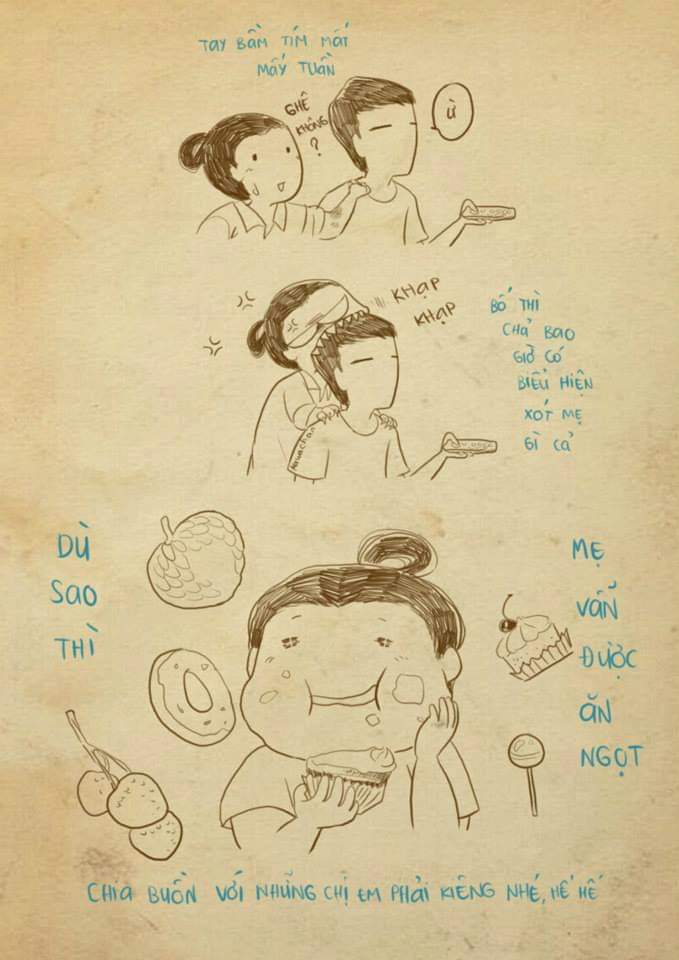 TAY BẦM TÍM MẤT
MẤY TUẦN
GHÊ
KHÔNG
?
Ừ
KHẠP
KHẠP
BỐ THÌ
CHẢ BAO
GIỜ CÓ
BIỂU HIỆN
XÓT MẸ
GÌ CẢ
DÙ
SAO
THÌ
MẸ
VẪN
ĐƯỢC
ĂN
NGỌT
CHIA BUỒN VỚI NHỮNG CHỊ EM PHẢI KIÊNG NHÉ, HẾ HẾ